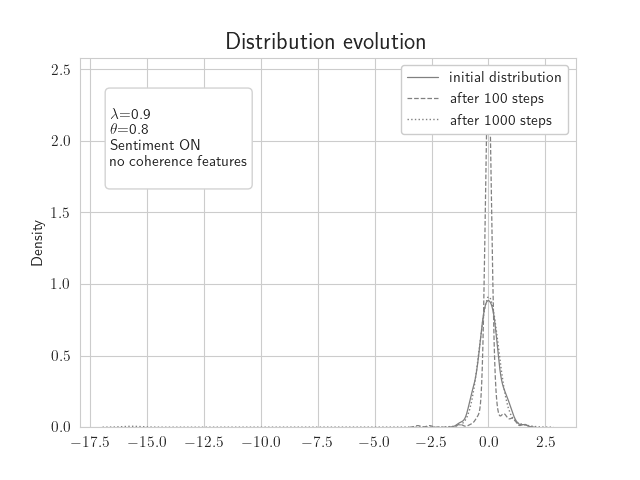 Distribution evolution
initial distribution
after 100 steps
after 1000 steps
λ=0.9
θ=0.8
Sentiment ON
no coherence features
Density
2.5
2.0
1.5
1.0
0.5
0.0
−17.5 −15.0 −12.5 −10.0 −7.5 −5.0 −2.5 0.0 2.5